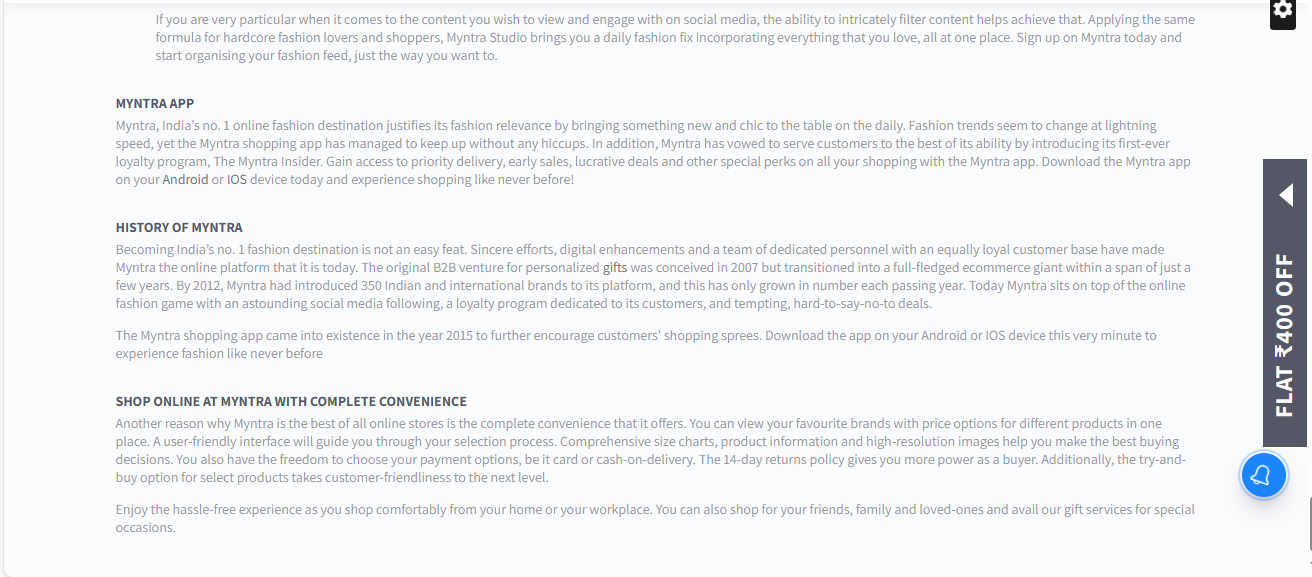 If you are very particular when it comes to the content you wish to view and engage with on social media, the ability to intricately filter content helps achieve that. Applying the same
formula for hardcore fashion lovers and shoppers, Myntra Studio brings you a daily fashion fix incorporating everything that you love, all at one place. Sign up on Myntra today and
start organising your fashion feed, just the way you want to.
MYNTRA APP
Myntra, India's no. 1 online fashion destination justifies its fashion relevance by bringing something new and chic to the table on the daily. Fashion trends seem to change at lightning
speed, yet the Myntra shopping app has managed to keep up without any hiccups. In addition, Myntra has vowed to serve customers to the best of its ability by introducing its first-ever
loyalty program, The Myntra Insider. Gain access to priority delivery, early sales, lucrative deals and other special perks on all your shopping with the Myntra app. Download the Myntra app
on your Android or IOS device today and experience shopping like never before!
HISTORY OF MYNTRA
Becoming India's no. 1 fashion destination is not an easy feat. Sincere efforts, digital enhancements and a team of dedicated personnel with an equally loyal customer base have made
Myntra the online platform that it is today. The original B2B venture for personalized gifts was conceived in 2007 but transitioned into a full-fledged ecommerce giant within a span of just a
few years. By 2012, Myntra had introduced 350 Indian and international brands to its platform, and this has only grown in number each passing year. Today Myntra sits on top of the online
fashion game with an astounding social media following, a loyalty program dedicated to its customers, and tempting, hard-to-say-no-to deals.
The Myntra shopping app came into existence in the year 2015 to further encourage customers' shopping sprees. Download the app on your Android or IOS device this very minute to
experience fashion like never before
SHOP ONLINE AT MYNTRA WITH COMPLETE CONVENIENCE
Another reason why Myntra is the best of all online stores is the complete convenience that it offers. You can view your favourite brands with price options for different products in one
place. A user-friendly interface will guide you through your selection process. Comprehensive size charts, product information and high-resolution images help you make the best buying
decisions. You also have the freedom to choose your payment options, be it card or cash-on-delivery. The 14-day returns policy gives you more power as a buyer. Additionally, the try-and-
buy option for select products takes customer-friendliness to the next level.
Enjoy the hassle-free experience as you shop comfortably from your home or your workplace. You can also shop for your friends, family and loved-ones and avail our gift services for special
occasions.
FLAT ₹400 OFF